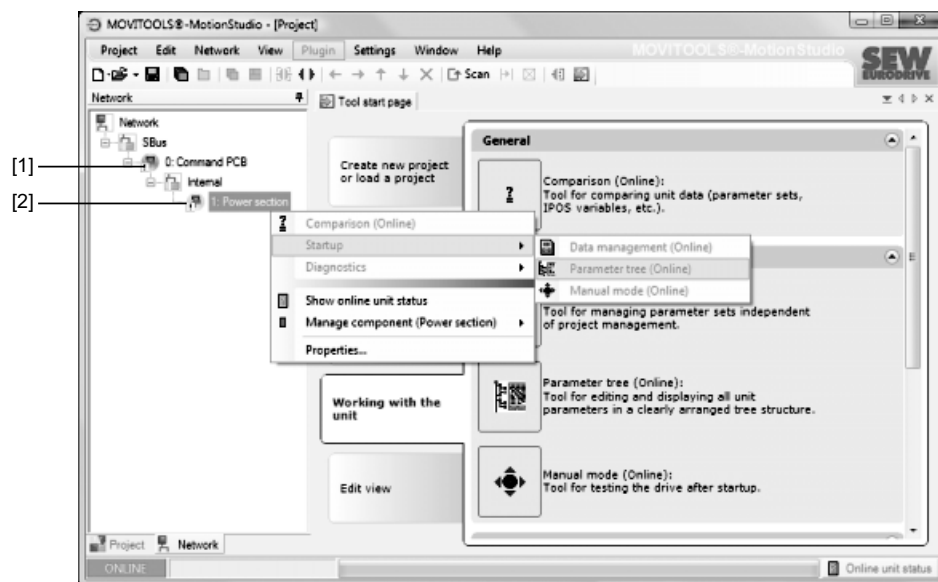 MOVITOOLS®-MotionStudio - [Project]
Project Edit Network View Plugin Settings Window Help
MOVITOOLS®-MotionStudio
SEW
EURODRIVE
Scan
Network
Tool start page
Network
SBus
[1]
0: Command PCB
Internal
[2]
1: Power section
Comparison (Online)
Startup
Diagnostics
Show online unit status
Manage component (Power section)
Properties...
Data management (Online)
Parameter tree (Online)
Manual mode (Online)
Create new project
or load a project
Working with the
unit
Edit view
General
Comparison (Online):
Tool for comparing unit data (parameter sets,
IPOS variables, etc.).
Tool for managing parameter sets independent
of project management.
Parameter tree (Online):
Tool for editing and displaying all unit
parameters in a clearly arranged tree structure.
Manual mode (Online):
Tool for testing the drive after startup.
Project Network
ONLINE
Online unit status